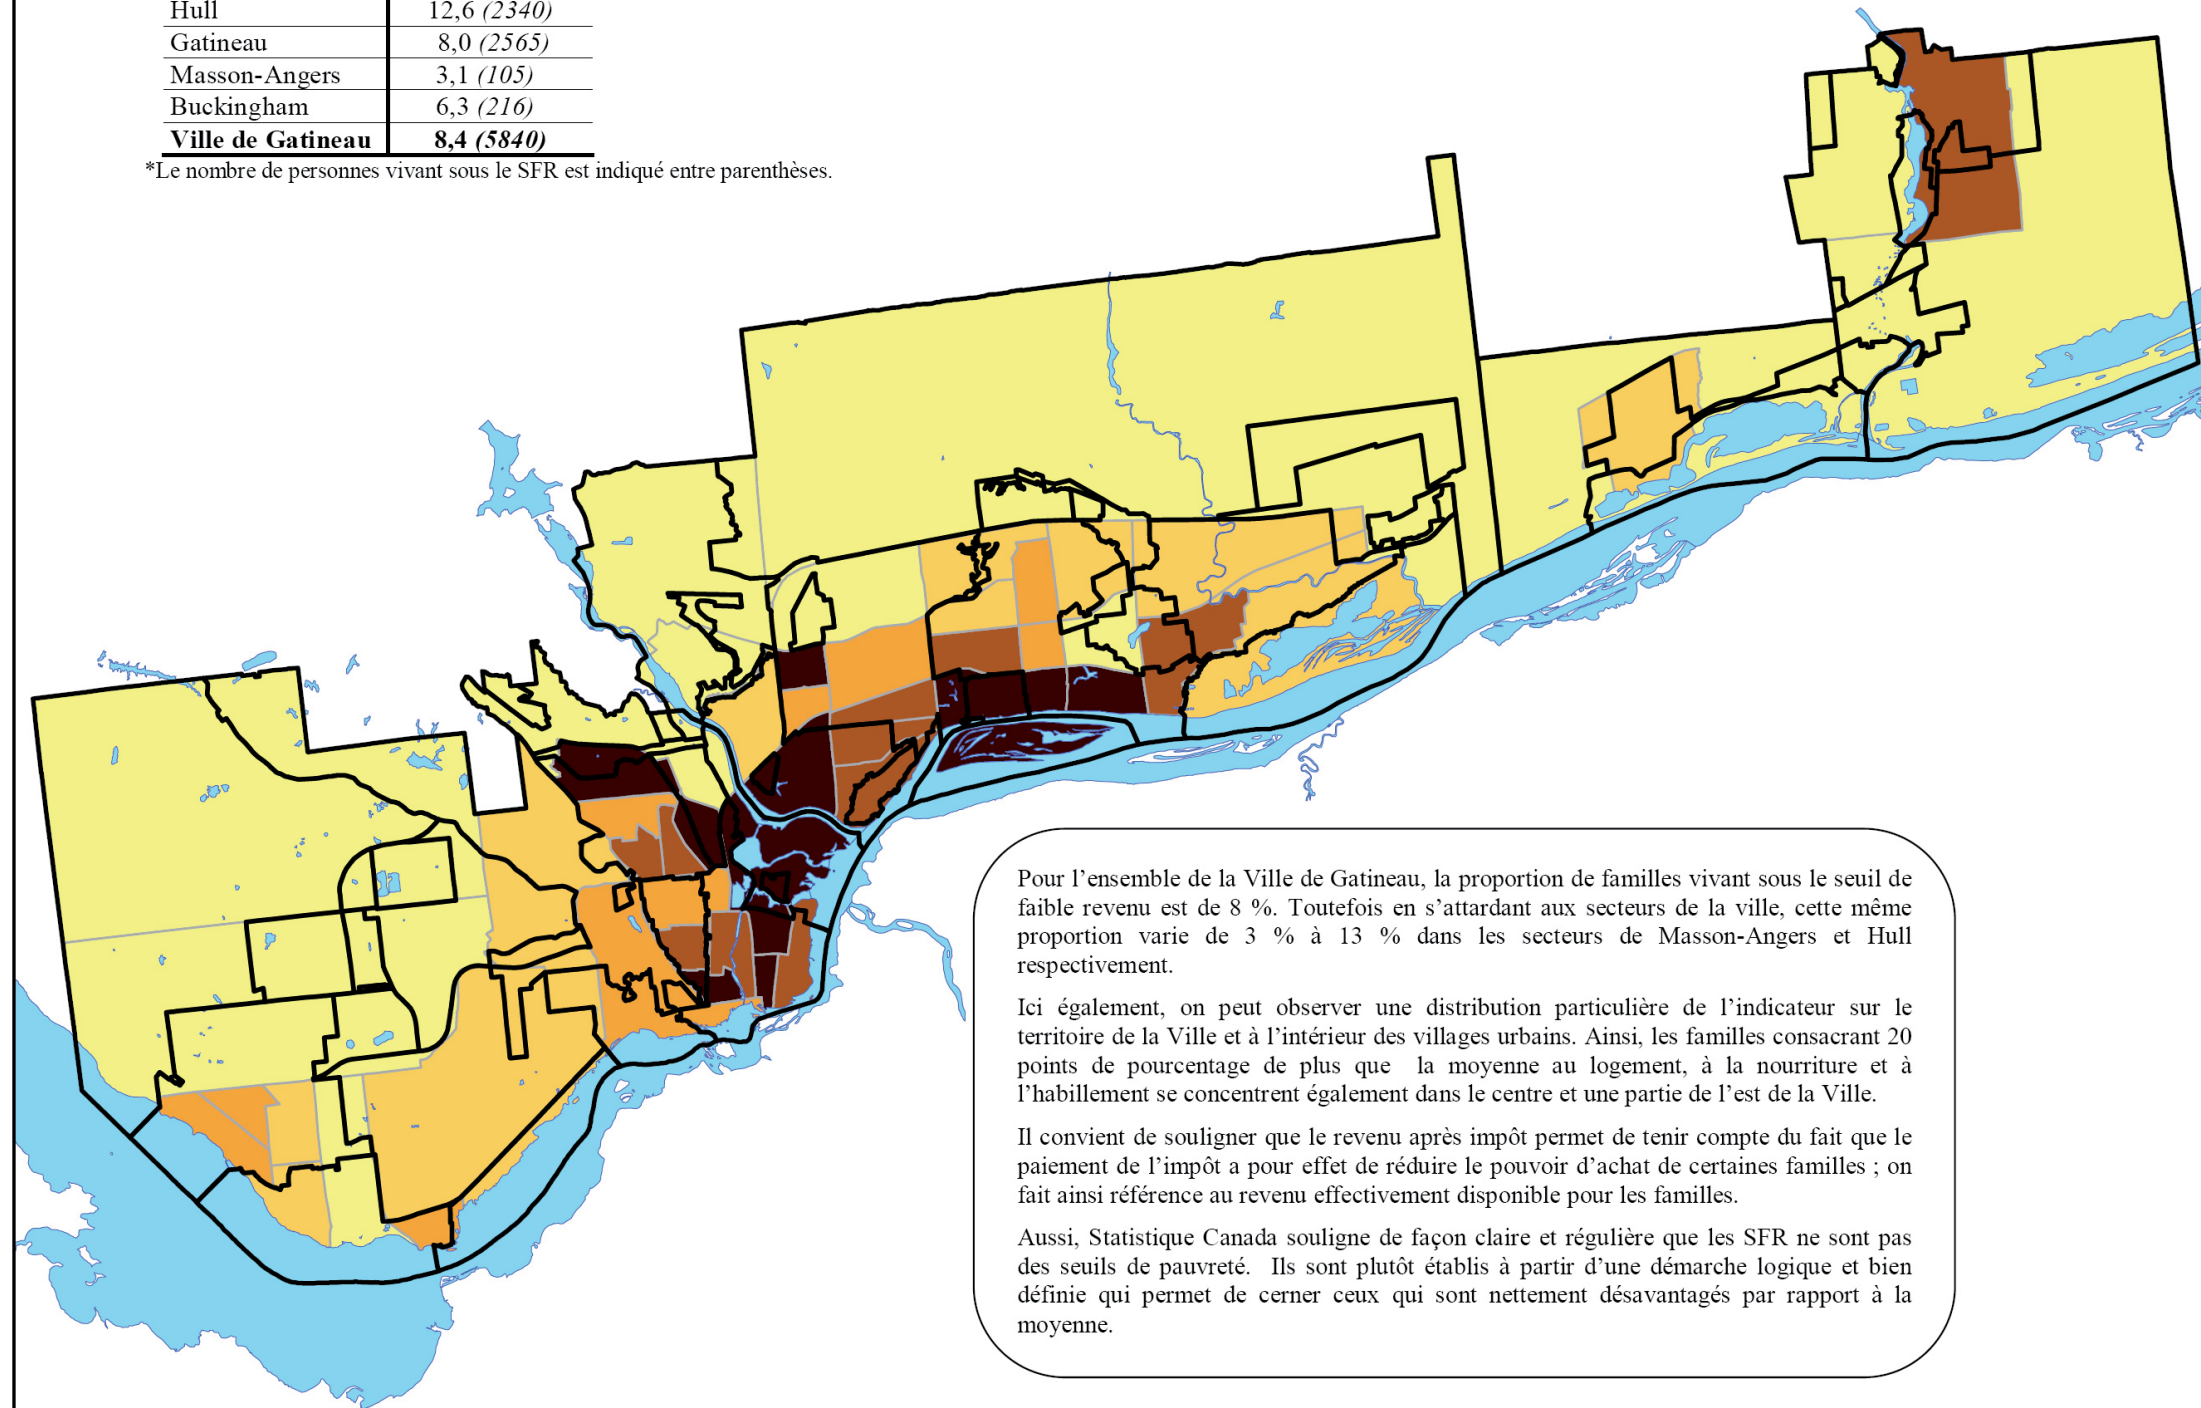 Hull 12,6 (2340)
Gatineau 8,0 (2565)
Masson-Angers 3,1 (105)
Buckingham 6,3 (216)
Ville de Gatineau 8,4 (5840)
*Le nombre de personnes vivant sous le SFR est indiqué entre parenthèses.
Pour l'ensemble de la Ville de Gatineau, la proportion de familles vivant sous le seuil de
faible revenu est de 8 %. Toutefois en s'attardant aux secteurs de la ville, cette même
proportion varie de 3 % à 13 % dans les secteurs de Masson-Angers et Hull
respectivement.
Ici également, on peut observer une distribution particulière de l'indicateur sur le
territoire de la Ville et à l'intérieur des villages urbains. Ainsi, les familles consacrant 20
points de pourcentage de plus que la moyenne au logement, à la nourriture et à
l'habillement se concentrent également dans le centre et une partie de l'est de la Ville.
Il convient de souligner que le revenu après impôt permet de tenir compte du fait que le
paiement de l'impôt a pour effet de réduire le pouvoir d'achat de certaines familles ; on
fait ainsi référence au revenu effectivement disponible pour les familles.
Aussi, Statistique Canada souligne de façon claire et régulière que les SFR ne sont pas
des seuils de pauvreté. Ils sont plutôt établis à partir d'une démarche logique et bien
définie qui permet de cerner ceux qui sont nettement désavantagés par rapport à la
moyenne.